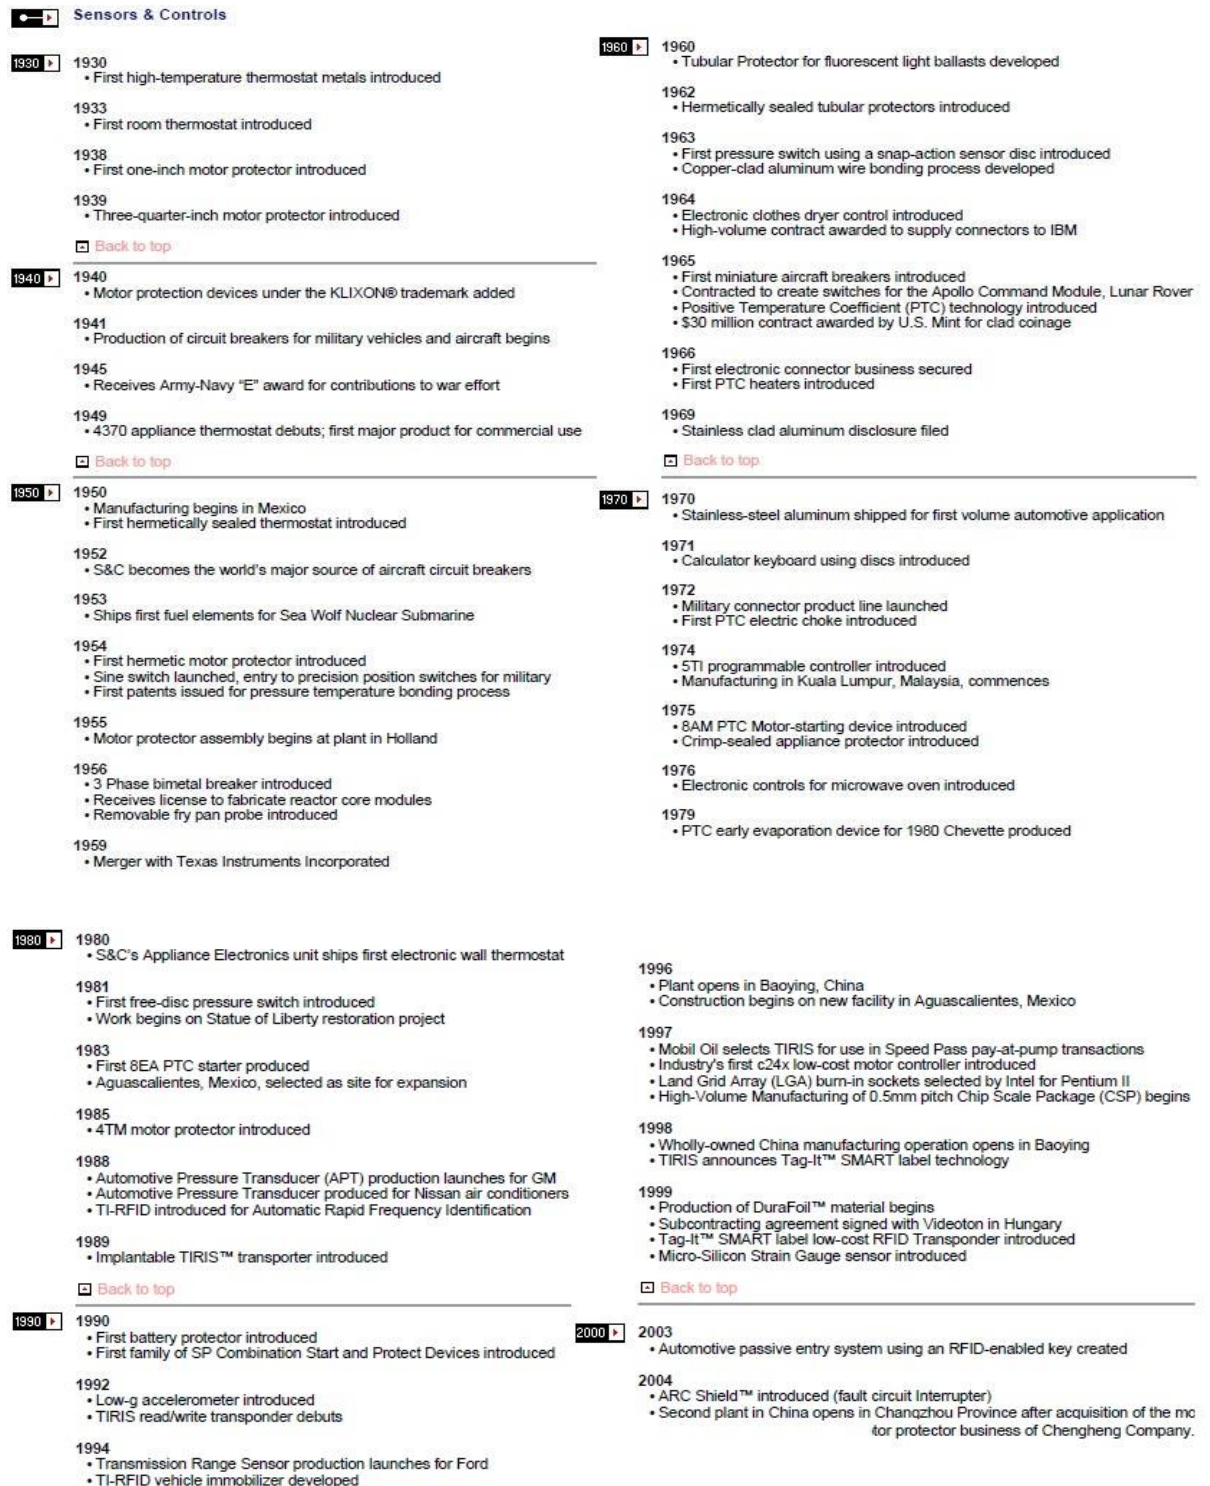 Sensors & Controls
1930
1930
• First high-temperature thermostat metals introduced
1933
• First room thermostat introduced
1938
• First one-inch motor protector introduced
1939
• Three-quarter-inch motor protector introduced
Back to top
1940
1940
• Motor protection devices under the KLIXON® trademark added
1941
• Production of circuit breakers for military vehicles and aircraft begins
1945
• Receives Army-Navy “E” award for contributions to war effort
1949
• 4370 appliance thermostat debuts; first major product for commercial use
Back to top
1950
1950
• Manufacturing begins in Mexico
• First hermetically sealed thermostat introduced
1952
• S&C becomes the world's major source of aircraft circuit breakers
1953
• Ships first fuel elements for Sea Wolf Nuclear Submarine
1954
• First hermetic motor protector introduced
• Sine switch launched, entry to precision position switches for military
• First patents issued for pressure temperature bonding process
1955
• Motor protector assembly begins at plant in Holland
1956
• 3 Phase bimetal breaker introduced
• Receives license to fabricate reactor core modules
• Removable fry pan probe introduced
1959
• Merger with Texas Instruments Incorporated
1960
1960
• Tubular Protector for fluorescent light ballasts developed
1962
• Hermetically sealed tubular protectors introduced
1963
• First pressure switch using a snap-action sensor disc introduced
• Copper-clad aluminum wire bonding process developed
1964
• Electronic clothes dryer control introduced
• High-volume contract awarded to supply connectors to IBM
1965
• First miniature aircraft breakers introduced
• Contracted to create switches for the Apollo Command Module, Lunar Rover
• Positive Temperature Coefficient (PTC) technology introduced
• $30 million contract awarded by U.S. Mint for clad coinage
1966
• First electronic connector business secured
• First PTC heaters introduced
1969
• Stainless clad aluminum disclosure filed
Back to top
1970
1970
• Stainless-steel aluminum shipped for first volume automotive application
1971
• Calculator keyboard using discs introduced
1972
• Military connector product line launched
• First PTC electric choke introduced
1974
• 5TI programmable controller introduced
• Manufacturing in Kuala Lumpur, Malaysia, commences
1975
• 8AM PTC Motor-starting device introduced
• Crimp-sealed appliance protector introduced
1976
• Electronic controls for microwave oven introduced
1979
• PTC early evaporation device for 1980 Chevette produced
1980
1980
• S&C's Appliance Electronics unit ships first electronic wall thermostat
1981
• First free-disc pressure switch introduced
• Work begins on Statue of Liberty restoration project
1983
• First 8EA PTC starter produced
• Aguascalientes, Mexico, selected as site for expansion
1985
• 4TM motor protector introduced
1988
• Automotive Pressure Transducer (APT) production launches for GM
• Automotive Pressure Transducer produced for Nissan air conditioners
• TI-RFID introduced for Automatic Rapid Frequency Identification
1989
• Implantable TIRIS™ transporter introduced
Back to top
1990
1990
• First battery protector introduced
• First family of SP Combination Start and Protect Devices introduced
1992
• Low-g accelerometer introduced
• TIRIS read/write transponder debuts
1994
• Transmission Range Sensor production launches for Ford
• TI-RFID vehicle immobilizer developed
1996
• Plant opens in Baoying, China
• Construction begins on new facility in Aguascalientes, Mexico
1997
• Mobil Oil selects TIRIS for use in Speed Pass pay-at-pump transactions
• Industry's first c24x low-cost motor controller introduced
• Land Grid Array (LGA) burn-in sockets selected by Intel for Pentium II
• High-Volume Manufacturing of 0.5mm pitch Chip Scale Package (CSP) begins
1998
• Wholly-owned China manufacturing operation opens in Baoying
• TIRIS announces Tag-It™ SMART label technology
1999
• Production of DuraFoil™ material begins
• Subcontracting agreement signed with Videoton in Hungary
• Tag-It™ SMART label low-cost RFID Transponder introduced
• Micro-Silicon Strain Gauge sensor introduced
Back to top
2000
2003
• Automotive passive entry system using an RFID-enabled key created
2004
• ARC Shield™ introduced (fault circuit Interrupter)
• Second plant in China opens in Changzhou Province after acquisition of the mo
tor protector business of Chengheng Company.